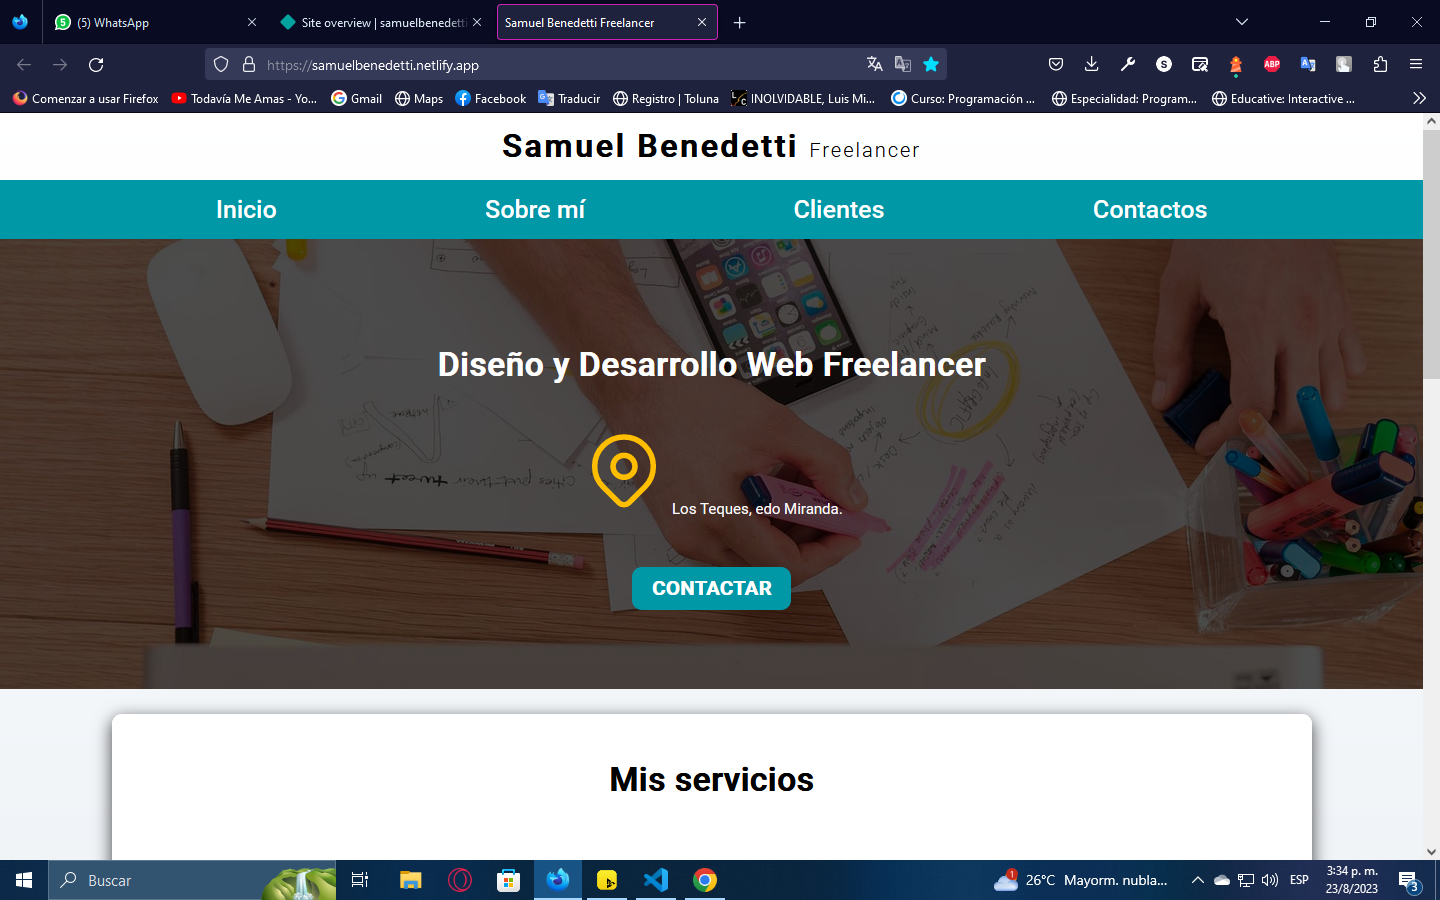 (5) WhatsApp
Site overview | samuelbenedetti
Samuel Benedetti Freelancer
https://samuelbenedetti.netlify.app
S
ABP
Comenzar a usar Firefox
Todavía Me Amas - Yo...
Gmail
Maps
Facebook
Traducir
Registro | Toluna
INOLVIDABLE, Luis Mi...
Curso: Programación ...
Especialidad: Program...
Educative: Interactive ...
Samuel Benedetti Freelancer
Inicio
Sobre mí
Clientes
Contactos
Diseño y Desarrollo Web Freelancer
Los Teques, edo Miranda.
CONTACTAR
Mis servicios
Buscar
1
26°C Mayorm. nubla...
ESP
3:34 p. m.
23/8/2023
3